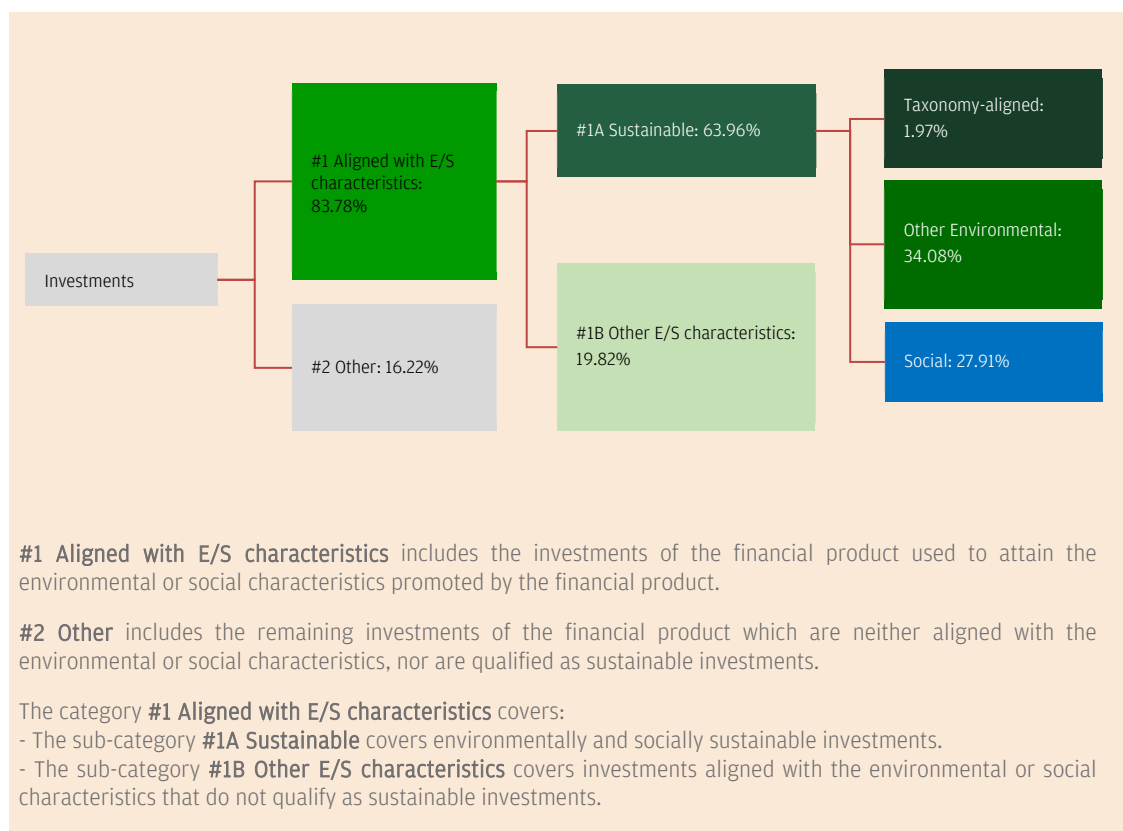 Investments
#1 Aligned with E/S
characteristics:
83.78%
#2 Other: 16.22%
#1A Sustainable: 63.96%
#1B Other E/S characteristics:
19.82%
Taxonomy-aligned:
1.97%
Other Environmental:
34.08%
Social: 27.91%
#1 Aligned with E/S characteristics includes the investments of the financial product used to attain the
environmental or social characteristics promoted by the financial product.
#2 Other includes the remaining investments of the financial product which are neither aligned with the
environmental or social characteristics, nor are qualified as sustainable investments.
The category #1 Aligned with E/S characteristics covers:
- The sub-category #1A Sustainable covers environmentally and socially sustainable investments.
- The sub-category #1B Other E/S characteristics covers investments aligned with the environmental or social
characteristics that do not qualify as sustainable investments.